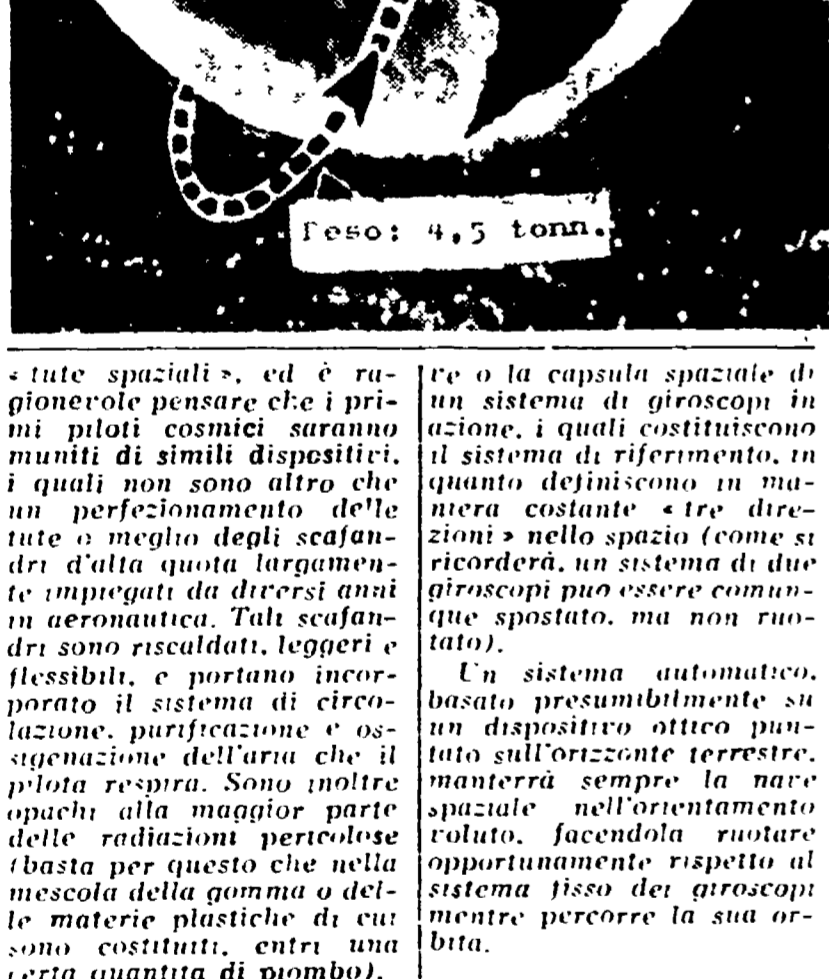 Peso: 4,5 tonn.
« tute spaziali », ed è ra-
gionevole pensare che i pri-
mi piloti cosmici saranno
muniti di simili dispositivi,
i quali non sono altro che
un perfezionamento delle
tute o meglio degli scafan-
dri d'alta quota largamen-
te impiegati da diversi anni
in aeronautica. Tali scafan-
dri sono riscaldati, leggeri e
flessibili, e portano incor-
porato il sistema di circo-
lazione, purificazione e os-
sigenazione dell'aria che il
pilota respira. Sono inoltre
opachi alla maggior parte
delle radiazioni pericolose
(basta per questo che nella
mescola della gomma o del-
le materie plastiche di cui
sono costituiti, entri una
certa quantità di piombo).
re o la capsula spaziale di
un sistema di giroscopi in
azione, i quali costituiscono
il sistema di riferimento, in
quanto definiscono in ma-
niera costante « tre dire-
zioni » nello spazio (come si
ricorderà, un sistema di due
giroscopi può essere comun-
que spostato, ma non ruo-
tato).
Un sistema automatico,
basato presumibilmente su
un dispositivo ottico pun-
tato sull'orizzonte terrestre,
manterrà sempre la nave
spaziale nell'orientamento
voluto, facendola ruotare
opportunamente rispetto al
sistema fisso dei giroscopi
mentre percorre la sua or-
bita.